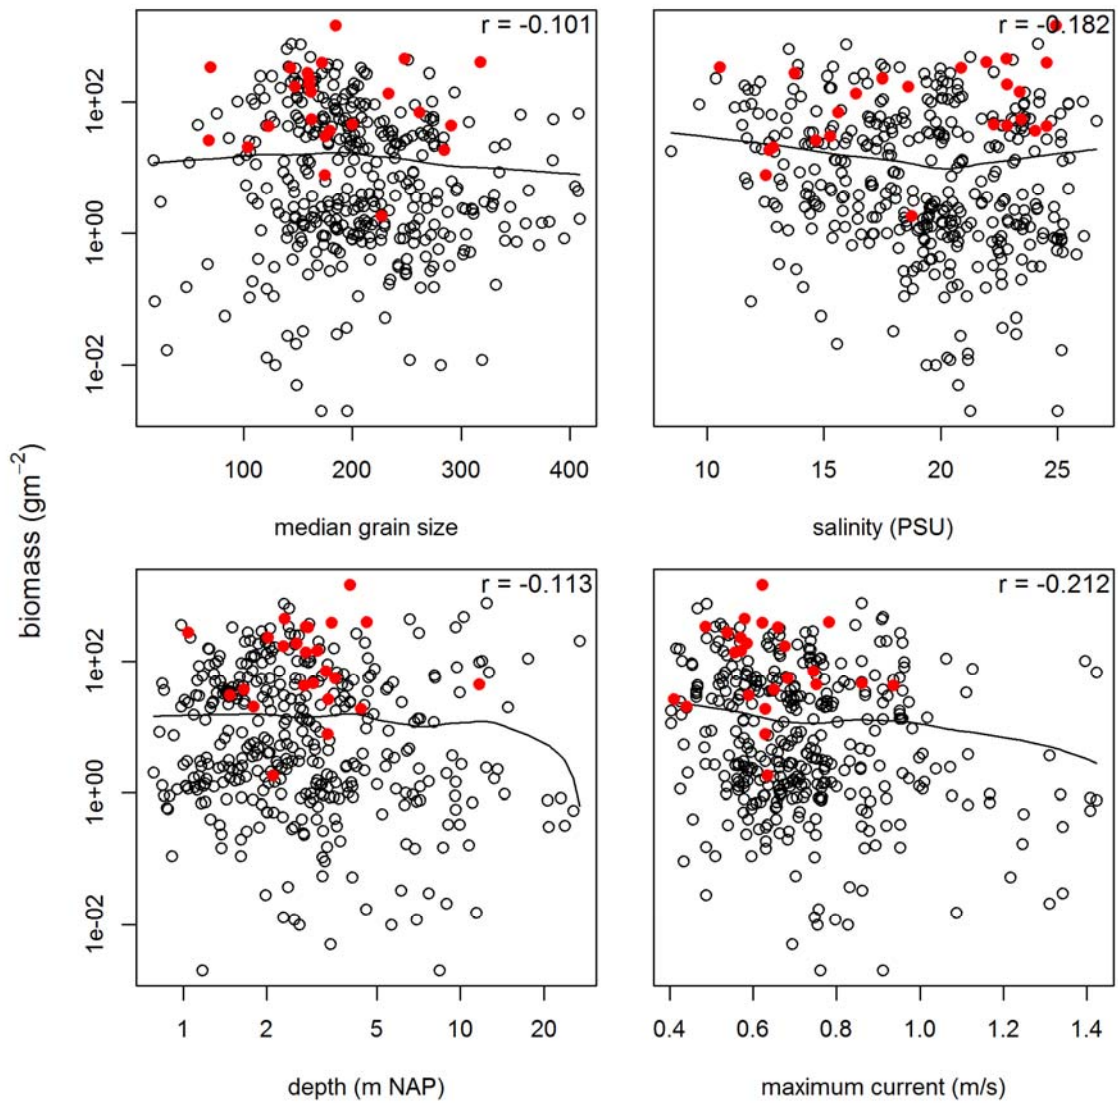 r = -0.101
r = -0.182
1e+02
1e+00
1e-02
100 200 300 400
10 15 20 25
median grain size
salinity (PSU)
biomass (gm−2)
r = -0.113
r = -0.212
1e+02
1e+00
1e-02
1 2 5 10 20
0.4 0.6 0.8 1.0 1.2 1.4
depth (m NAP)
maximum current (m/s)